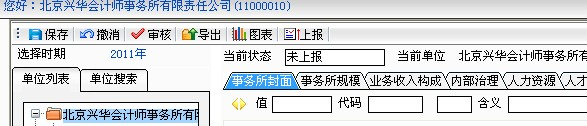 您好：北京兴华会计师事务所有限责任公司(11000010)
保存 撤消 审核 导出 图表 上报
选择时期 2011年 当前状态 未上报 当前单位 北京兴华会计师事务所有
单位列表 单位搜索 事务所封面 事务所规模 业务收入构成 内部治理 人力资源 人才
值 代码 含义
北京兴华会计师事务所有